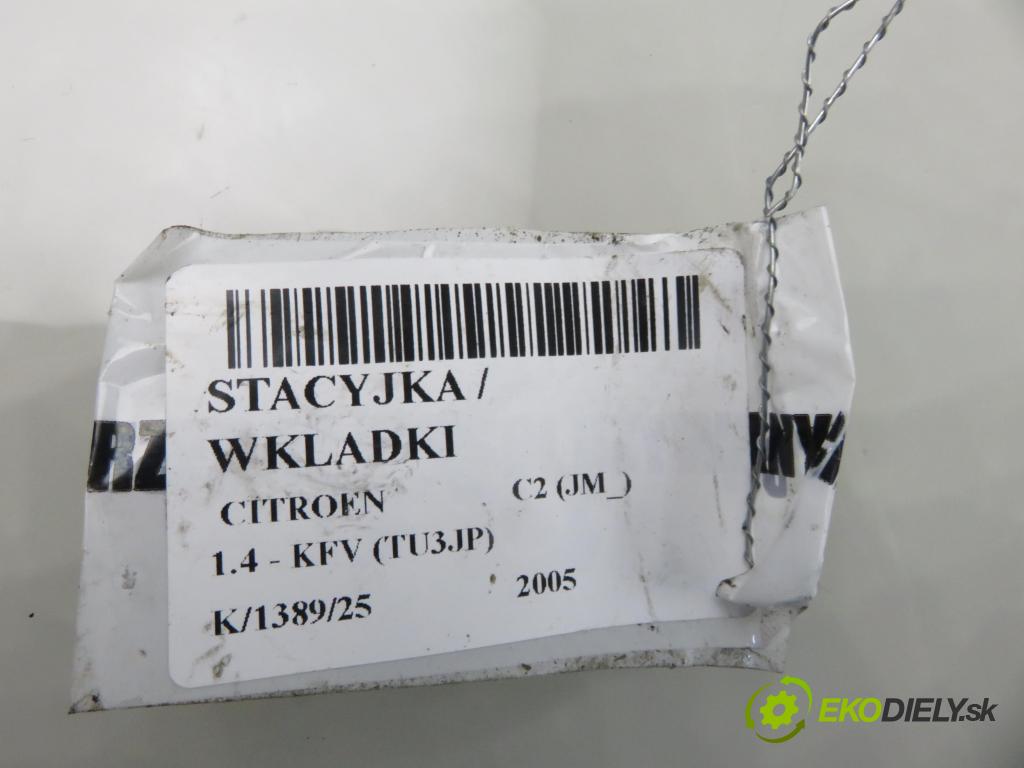 STACYJKA /
WKLADKI
CITROEN C2 (JM_)
1.4 - KFV (TU3JP)
K/1389/25 2005
EKODIELY.sk